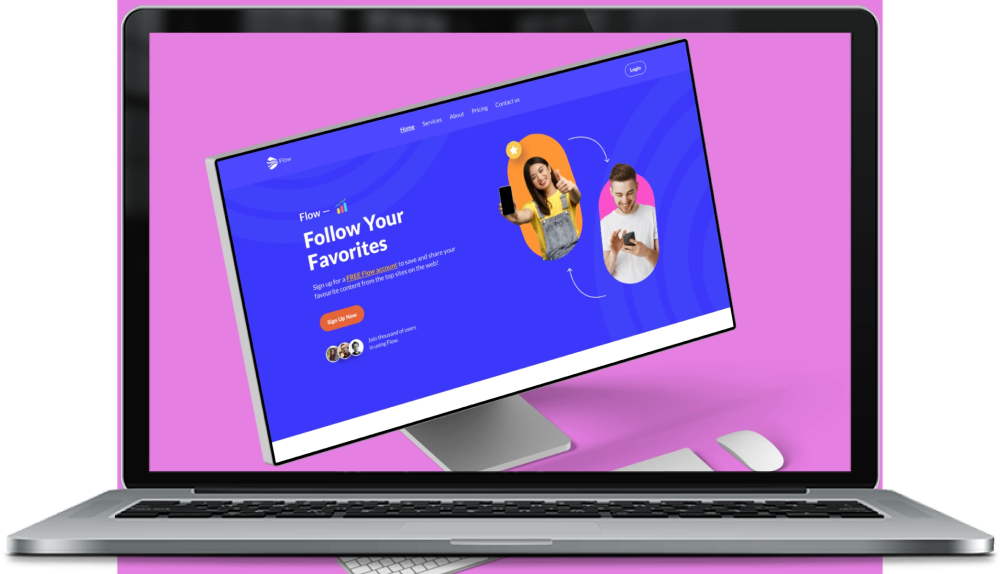 Login
Home Services About Pricing Contact us
Flow
Flow —
Follow Your
Favorites
Sign up for a FREE Flow account to save and share your
favourite content from the top sites on the web!
Sign Up Now
Join thousand of users
in using Flow